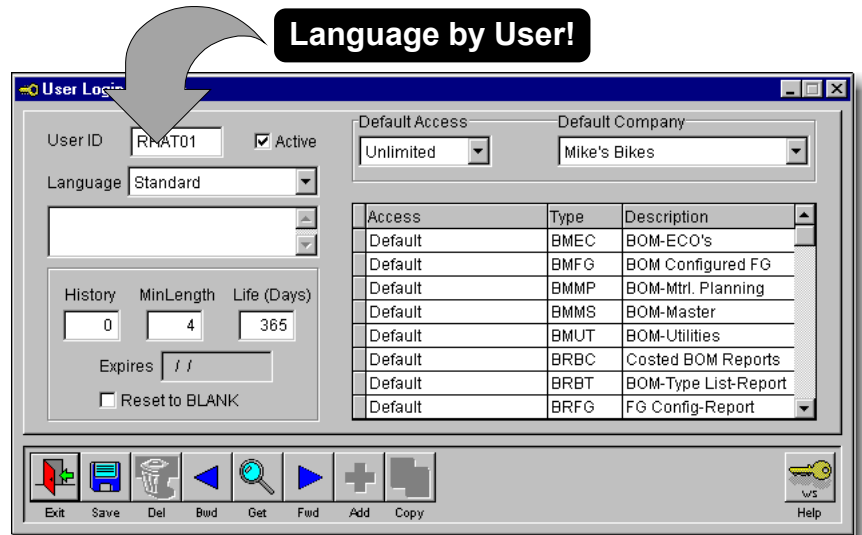 Language by User!
User Login
User ID RHAT01 Active
Language Standard
Default Access
Unlimited
Default Company
Mike's Bikes
History MinLength Life (Days)
0 4 365
Expires / /
Reset to BLANK
Access Type Description
Default BMEC BOM-ECO's
Default BMFG BOM Configured FG
Default BMMP BOM-Mtrl. Planning
Default BMMS BOM-Master
Default BMUT BOM-Utilities
Default BRBC Costed BOM Reports
Default BRBT BOM-Type List-Report
Default BRFG FG Config-Report
Exit Save Del Bwd Get Fwd Add Copy
WS
Help